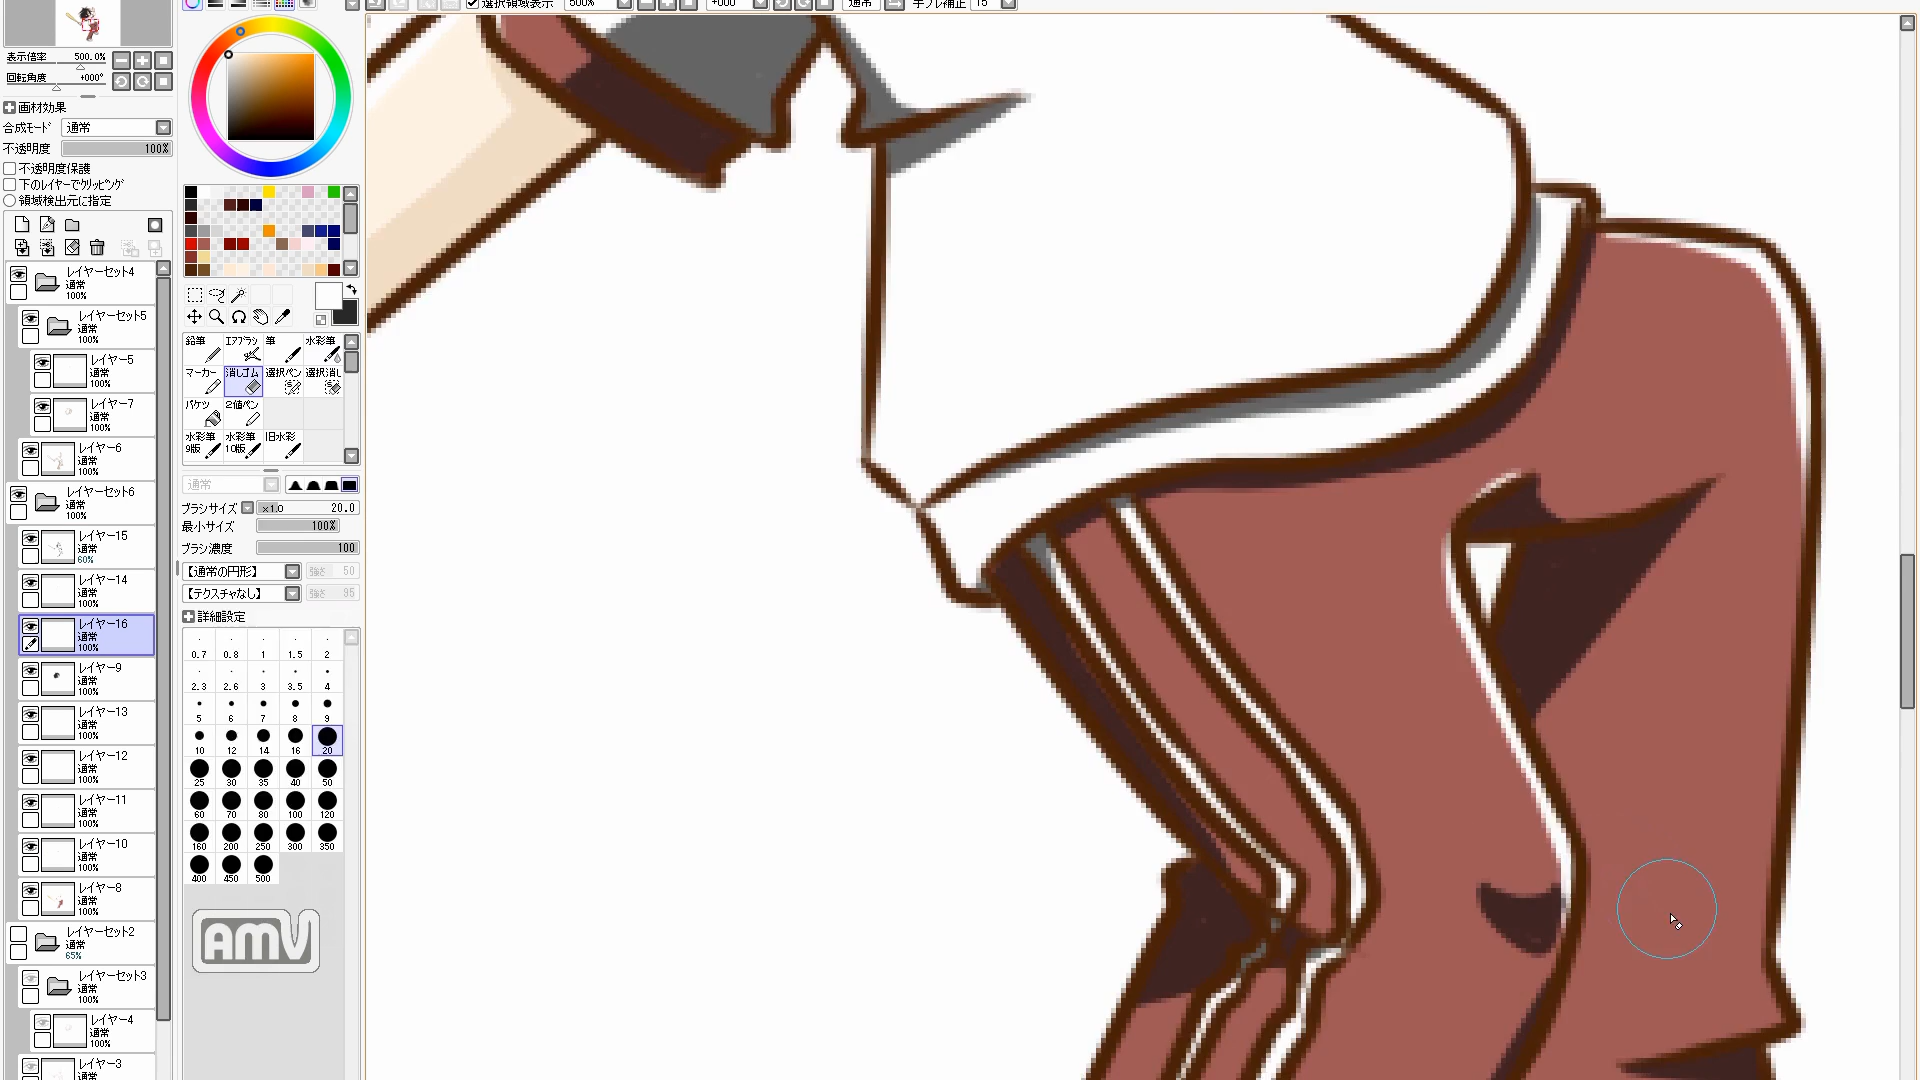 選択領域表示
500%
+000°
通常
手ブレ補正
15
表示倍率 500.0%
回転角度 +000°
画材効果
合成モード 通常
不透明度 100%
不透明度保護
下のレイヤーでクリッピング
領域検出元に指定
レイヤーセット4
通常
100%
レイヤーセット5
通常
100%
レイヤー5
通常
100%
レイヤー7
通常
100%
レイヤー6
通常
100%
レイヤーセット6
通常
100%
レイヤー15
通常
60%
レイヤー14
通常
100%
レイヤー16
通常
100%
レイヤー9
通常
100%
レイヤー13
通常
100%
レイヤー12
通常
100%
レイヤー11
通常
100%
レイヤー10
通常
100%
レイヤー8
通常
100%
レイヤーセット2
通常
65%
レイヤーセット3
通常
100%
レイヤー4
通常
100%
レイヤー3
通常
鉛筆 エアブラシ 筆 水彩筆
マーカー 消しゴム 選択ペン 選択消し
バケツ 2値ペン
水彩筆 9版 水彩筆 10版 旧水彩
通常
ブラシサイズ x1.0 20.0
最小サイズ 100%
ブラシ濃度 100
【通常の円形】 強さ 50
【テクスチャなし】 強さ 95
詳細設定
0.7 0.8 1 1.5 2
2.3 2.6 3 3.5 4
5 6 7 8 9
10 12 14 16 20
25 30 35 40 50
60 70 80 100 120
160 200 250 300 350
400 450 500
AMV